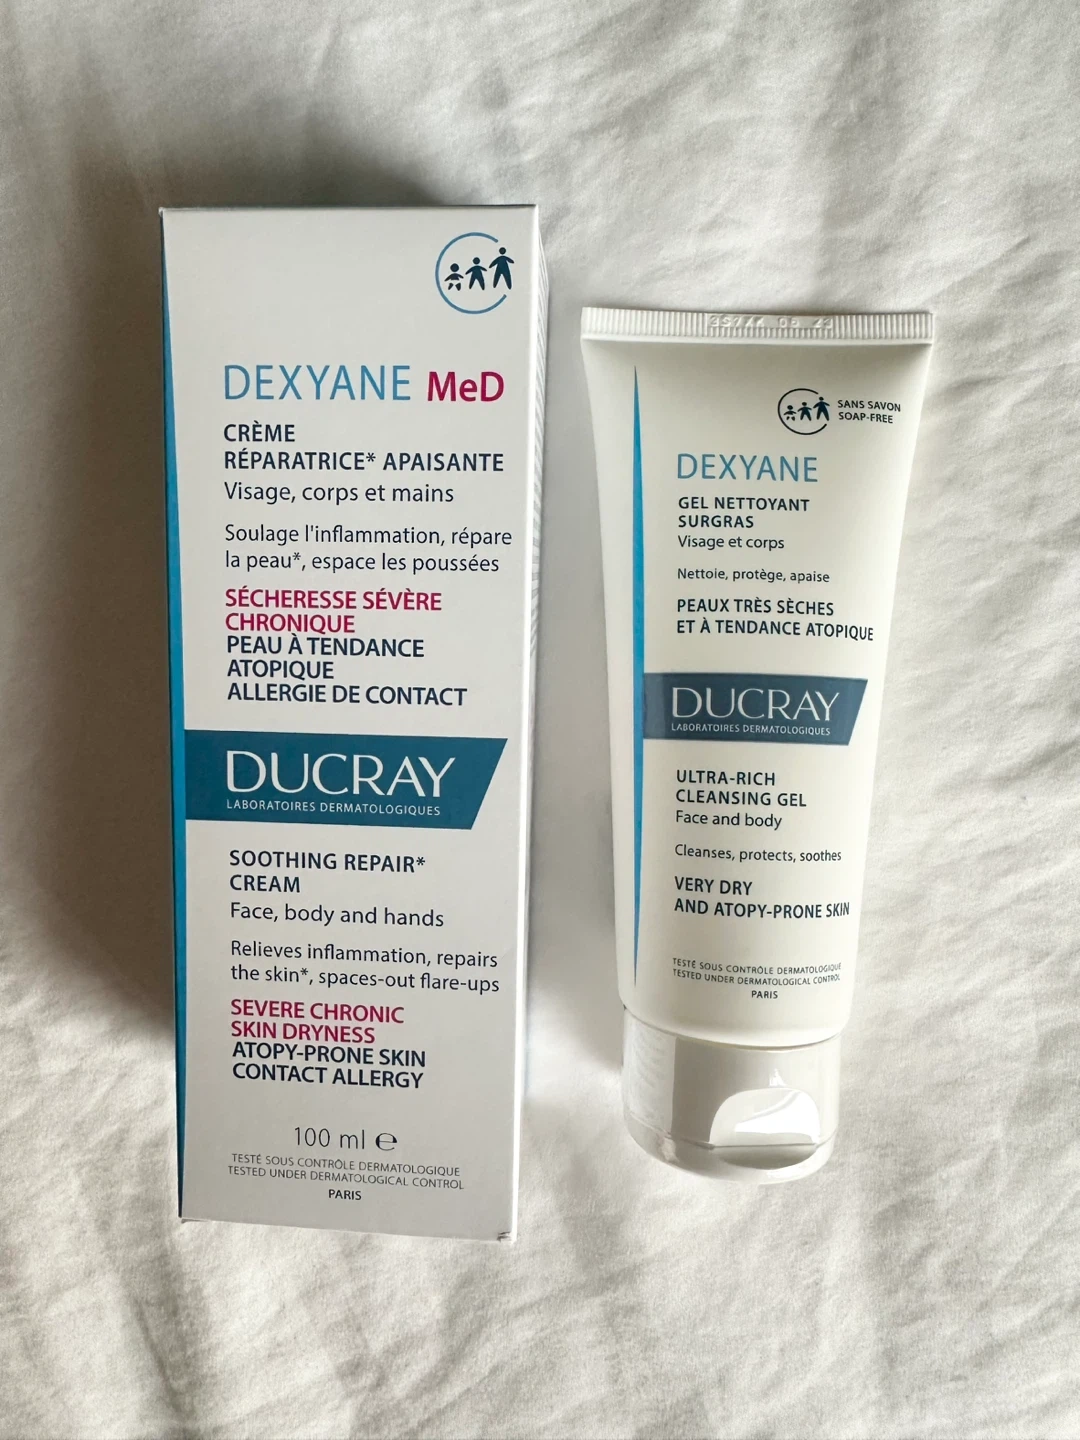 DEXYANE MeD
CRÈME
RÉPARATRICE* APAISANTE
Visage, corps et mains
Soulage l'inflammation, répare
la peau*, espace les poussées
SÉCHERESSE SÉVÈRE
CHRONIQUE
PEAU À TENDANCE
ATOPIQUE
ALLERGIE DE CONTACT
DUCRAY
LABORATOIRES DERMATOLOGIQUES
SOOTHING REPAIR*
CREAM
Face, body and hands
Relieves inflammation, repairs
the skin*, spaces-out flare-ups
SEVERE CHRONIC
SKIN DRYNESS
ATOPY-PRONE SKIN
CONTACT ALLERGY
100 ml ℮
TESTÉ SOUS CONTRÔLE DERMATOLOGIQUE
TESTED UNDER DERMATOLOGICAL CONTROL
PARIS
SANS SAVON
SOAP-FREE
DEXYANE
GEL NETTOYANT
SURGRAS
Visage et corps
Nettoie, protège, apaise
PEAUX TRÈS SÈCHES
ET À TENDANCE ATOPIQUE
DUCRAY
LABORATOIRES DERMATOLOGIQUES
ULTRA-RICH
CLEANSING GEL
Face and body
Cleanses, protects, soothes
VERY DRY
AND ATOPY-PRONE SKIN
TESTÉ SOUS CONTRÔLE DERMATOLOGIQUE
TESTED UNDER DERMATOLOGICAL CONTROL
PARIS